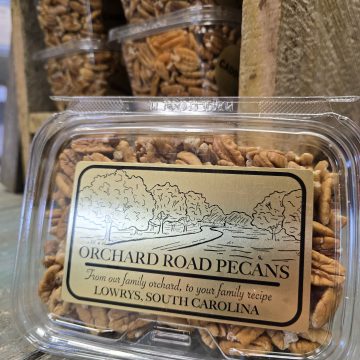 ORCHARD ROAD PECANS
From our family orchard, to your family recipe
LOWRYS, SOUTH CAROLINA